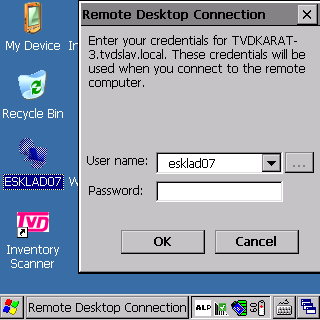 Remote Desktop Connection
Enter your credentials for TVDKARAT-
3.tvdslav.local. These credentials will be
used when you connect to the remote
computer.
User name: esklad07 ...
Password:
OK Cancel
My Device
In
Recycle Bin
ESKLAD07
W
TVD
Inventory
Scanner
Remote Desktop Connection
ALP